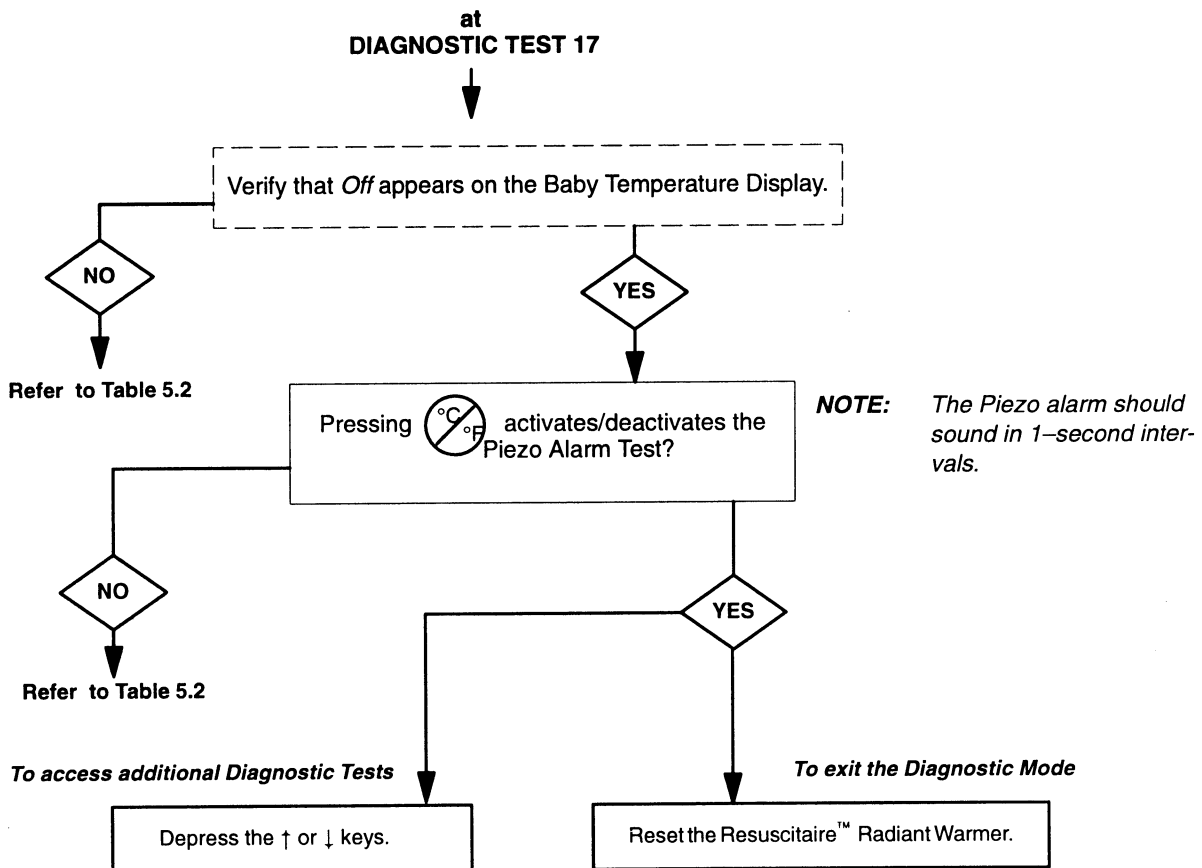 at
DIAGNOSTIC TEST 17
Verify that Off appears on the Baby Temperature Display.
NO
YES
Refer to Table 5.2
Pressing °C/°F activates/deactivates the
Piezo Alarm Test?
NOTE: The Piezo alarm should
sound in 1–second inter-
vals.
NO
YES
Refer to Table 5.2
To access additional Diagnostic Tests
To exit the Diagnostic Mode
Depress the ↑ or ↓ keys.
Reset the Resuscitaire™ Radiant Warmer.